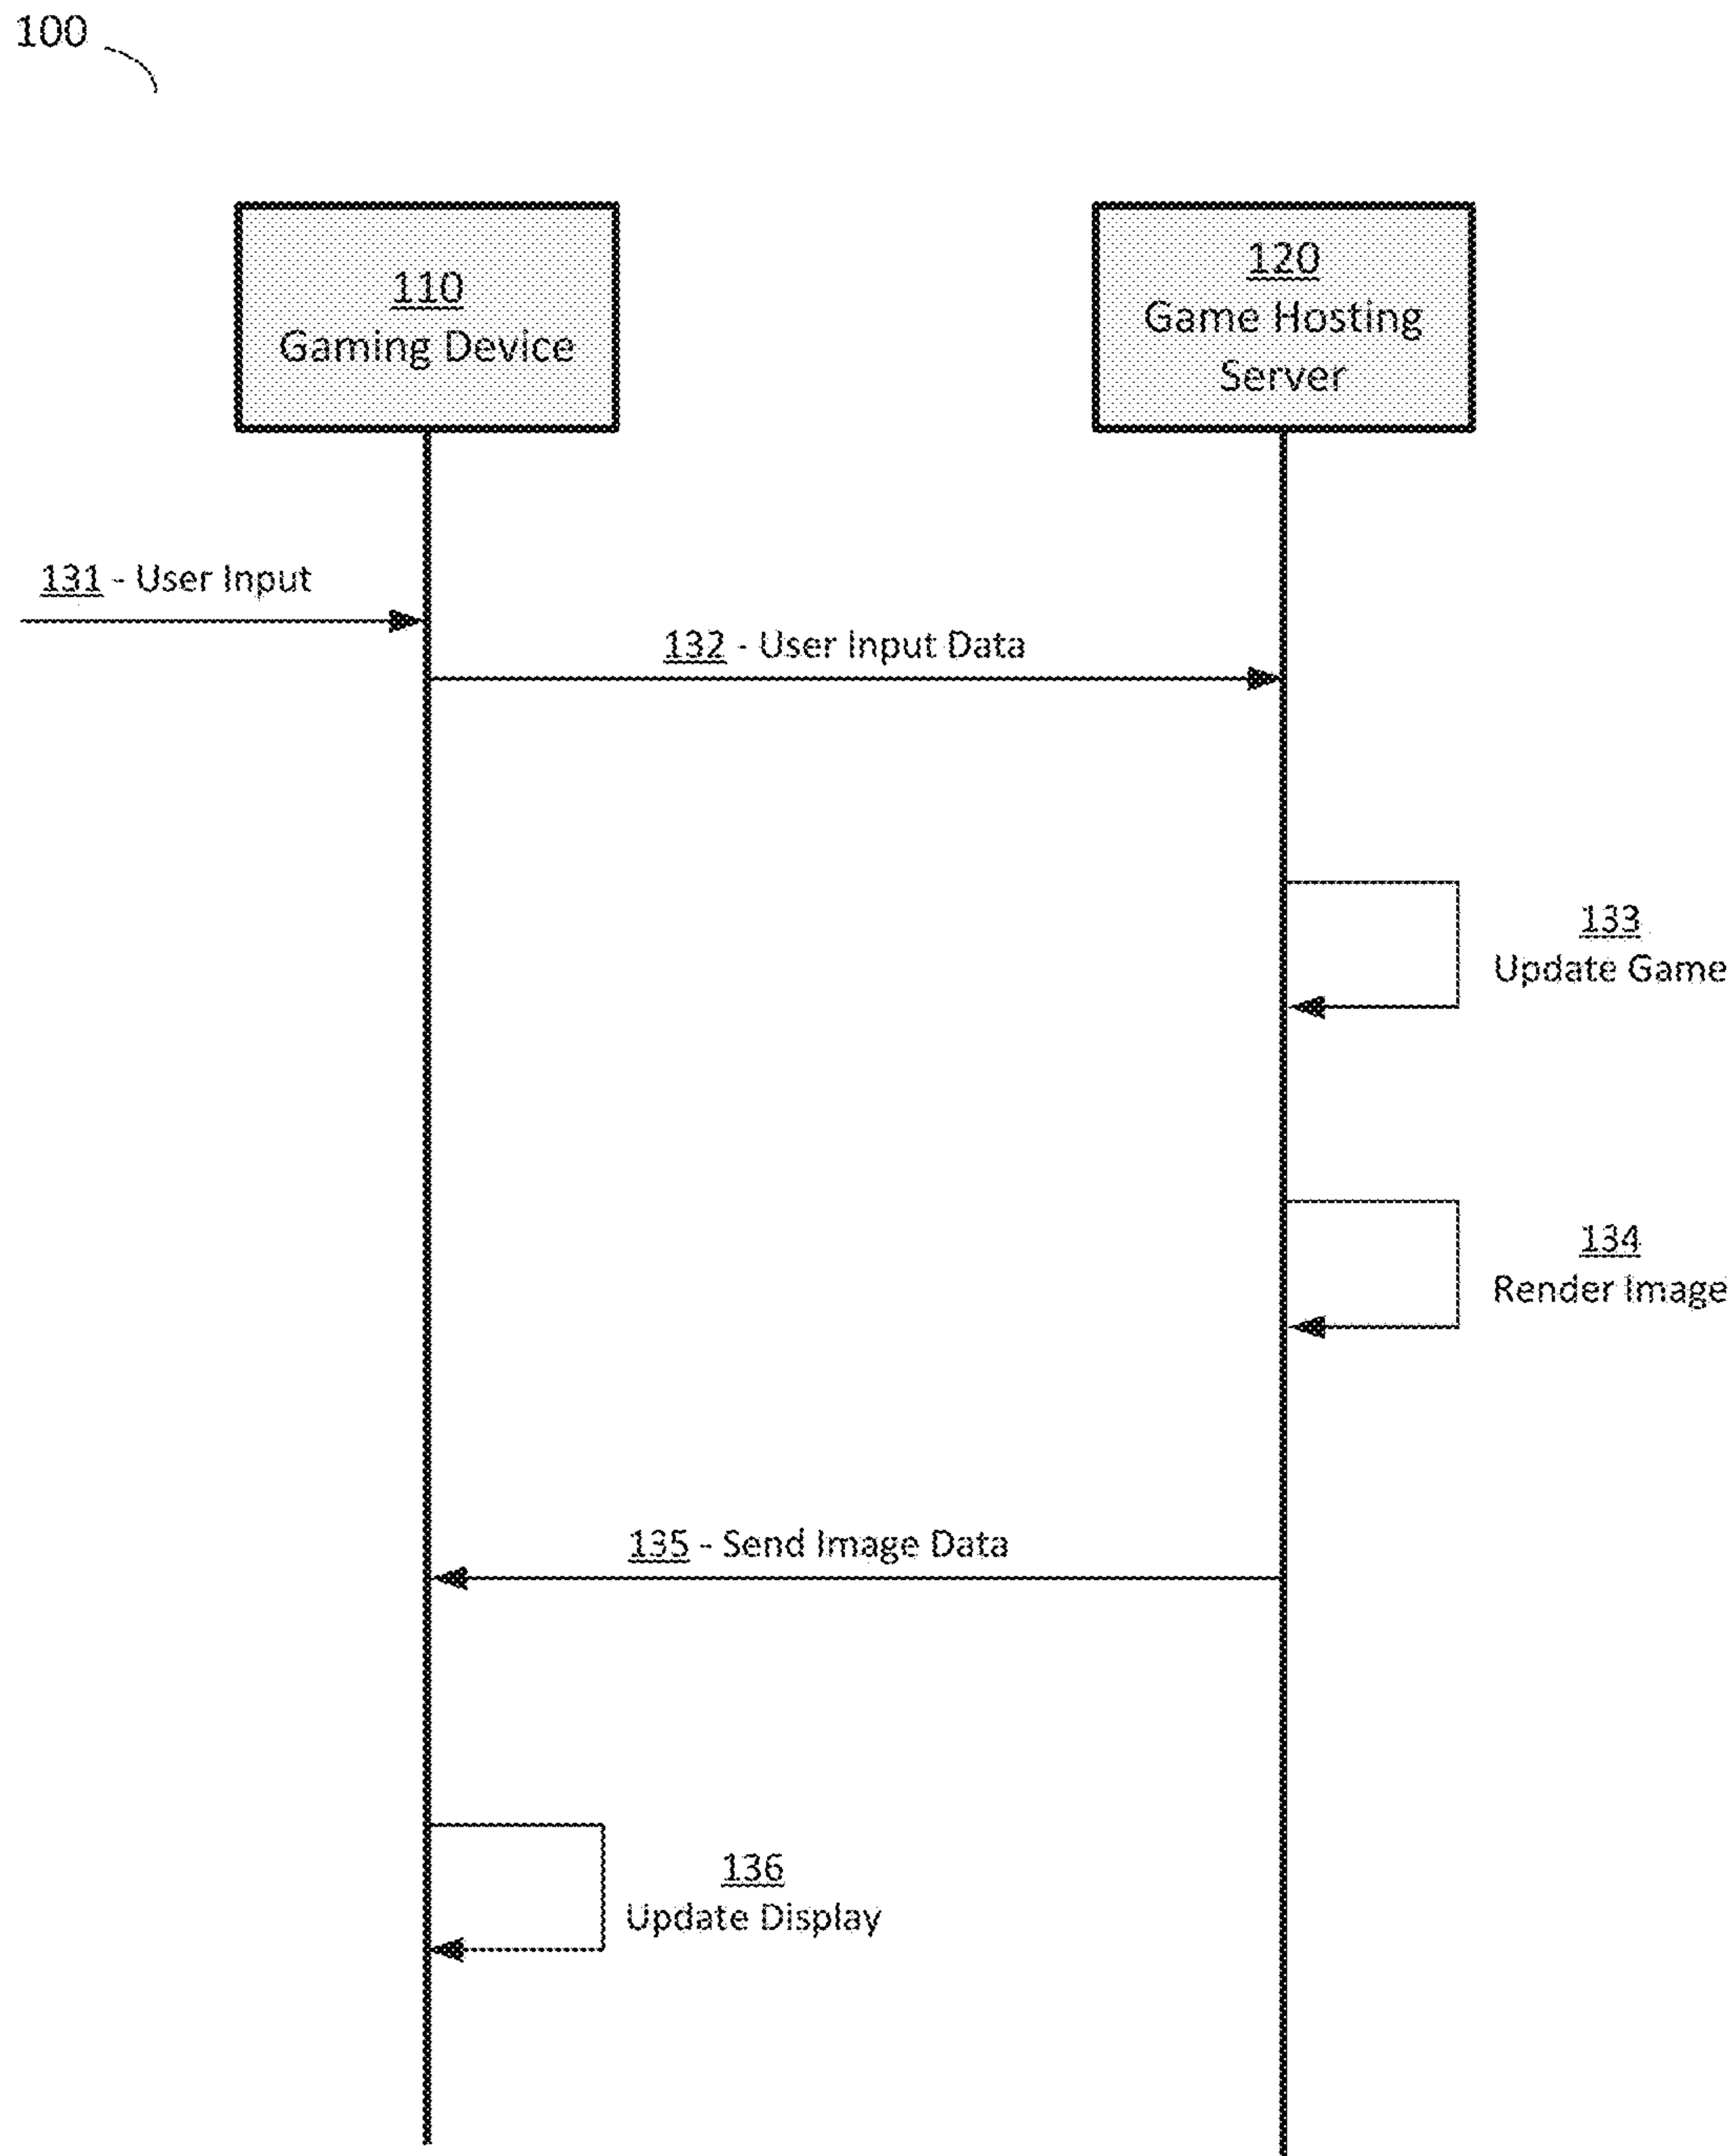 100
110
Gaming Device
120
Game Hosting
Server
131 - User Input
132 - User Input Data
133
Update Game
134
Render Image
135 - Send Image Data
136
Update Display